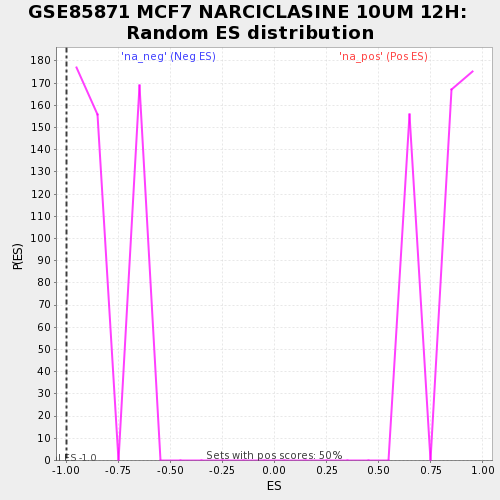 GSE85871 MCF7 NARCICLASINE 10UM 12H:
Random ES distribution
'na_neg' (Neg ES)
'na_pos' (Pos ES)
180
170
160
150
140
130
120
110
100
90
80
70
60
50
40
30
20
10
0
P(ES)
Sets with pos scores: 50%
-1.00 -0.75 -0.50 -0.25 0.00 0.25 0.50 0.75 1.00
ES